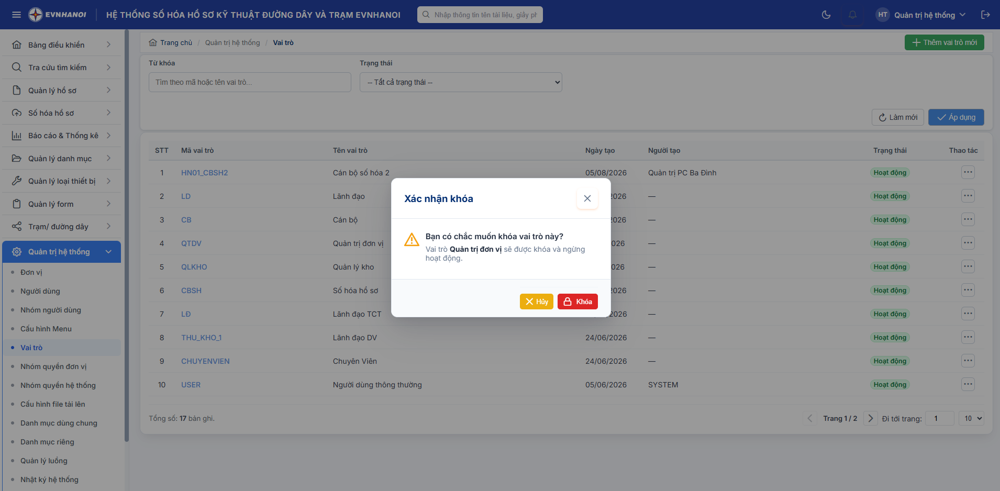 EVNHANOI
HỆ THỐNG SỐ HÓA HỒ SƠ KỸ THUẬT ĐƯỜNG DÂY VÀ TRẠM EVNHANOI
Nhập thông tin tên tài liệu, giấy ph
HT Quản trị hệ thống
Bảng điều khiển
Tra cứu tìm kiếm
Quản lý hồ sơ
Số hóa hồ sơ
Báo cáo & Thống kê
Quản lý danh mục
Quản lý loại thiết bị
Quản lý form
Trạm/ đường dây
Quản trị hệ thống
Đơn vị
Người dùng
Nhóm người dùng
Cấu hình Menu
Vai trò
Nhóm quyền đơn vị
Nhóm quyền hệ thống
Cấu hình file tải lên
Danh mục dùng chung
Danh mục riêng
Quản lý luồng
Nhật ký hệ thống
Trang chủ / Quản trị hệ thống / Vai trò
Thêm vai trò mới
Từ khóa Trạng thái
Tìm theo mã hoặc tên vai trò... -- Tất cả trạng thái --
Làm mới Áp dụng
STT Mã vai trò Tên vai trò Ngày tạo Người tạo Trạng thái Thao tác
1 HN01_CBSH2 Cán bộ số hóa 2 05/08/2026 Quản trị PC Ba Đình Hoạt động
2 LD Lãnh đạo 2026 — Hoạt động
3 CB Cán bộ 2026 — Hoạt động
4 QTDV Quản trị đơn vị 026 — Hoạt động
5 QLKHO Quản lý kho 026 — Hoạt động
6 CBSH Số hóa hồ sơ 2026 — Hoạt động
7 LĐ Lãnh đạo TCT 2026 — Hoạt động
8 THU_KHO_1 Lãnh đạo DV 24/06/2026 — Hoạt động
9 CHUYENVIEN Chuyên Viên 24/06/2026 — Hoạt động
10 USER Người dùng thông thường 05/06/2026 SYSTEM Hoạt động
Tổng số: 17 bản ghi.
Trang 1 / 2 Đi tới trang: 1 10
Xác nhận khóa
Bạn có chắc muốn khóa vai trò này?
Vai trò Quản trị đơn vị sẽ được khóa và ngừng
hoạt động.
Hủy Khóa